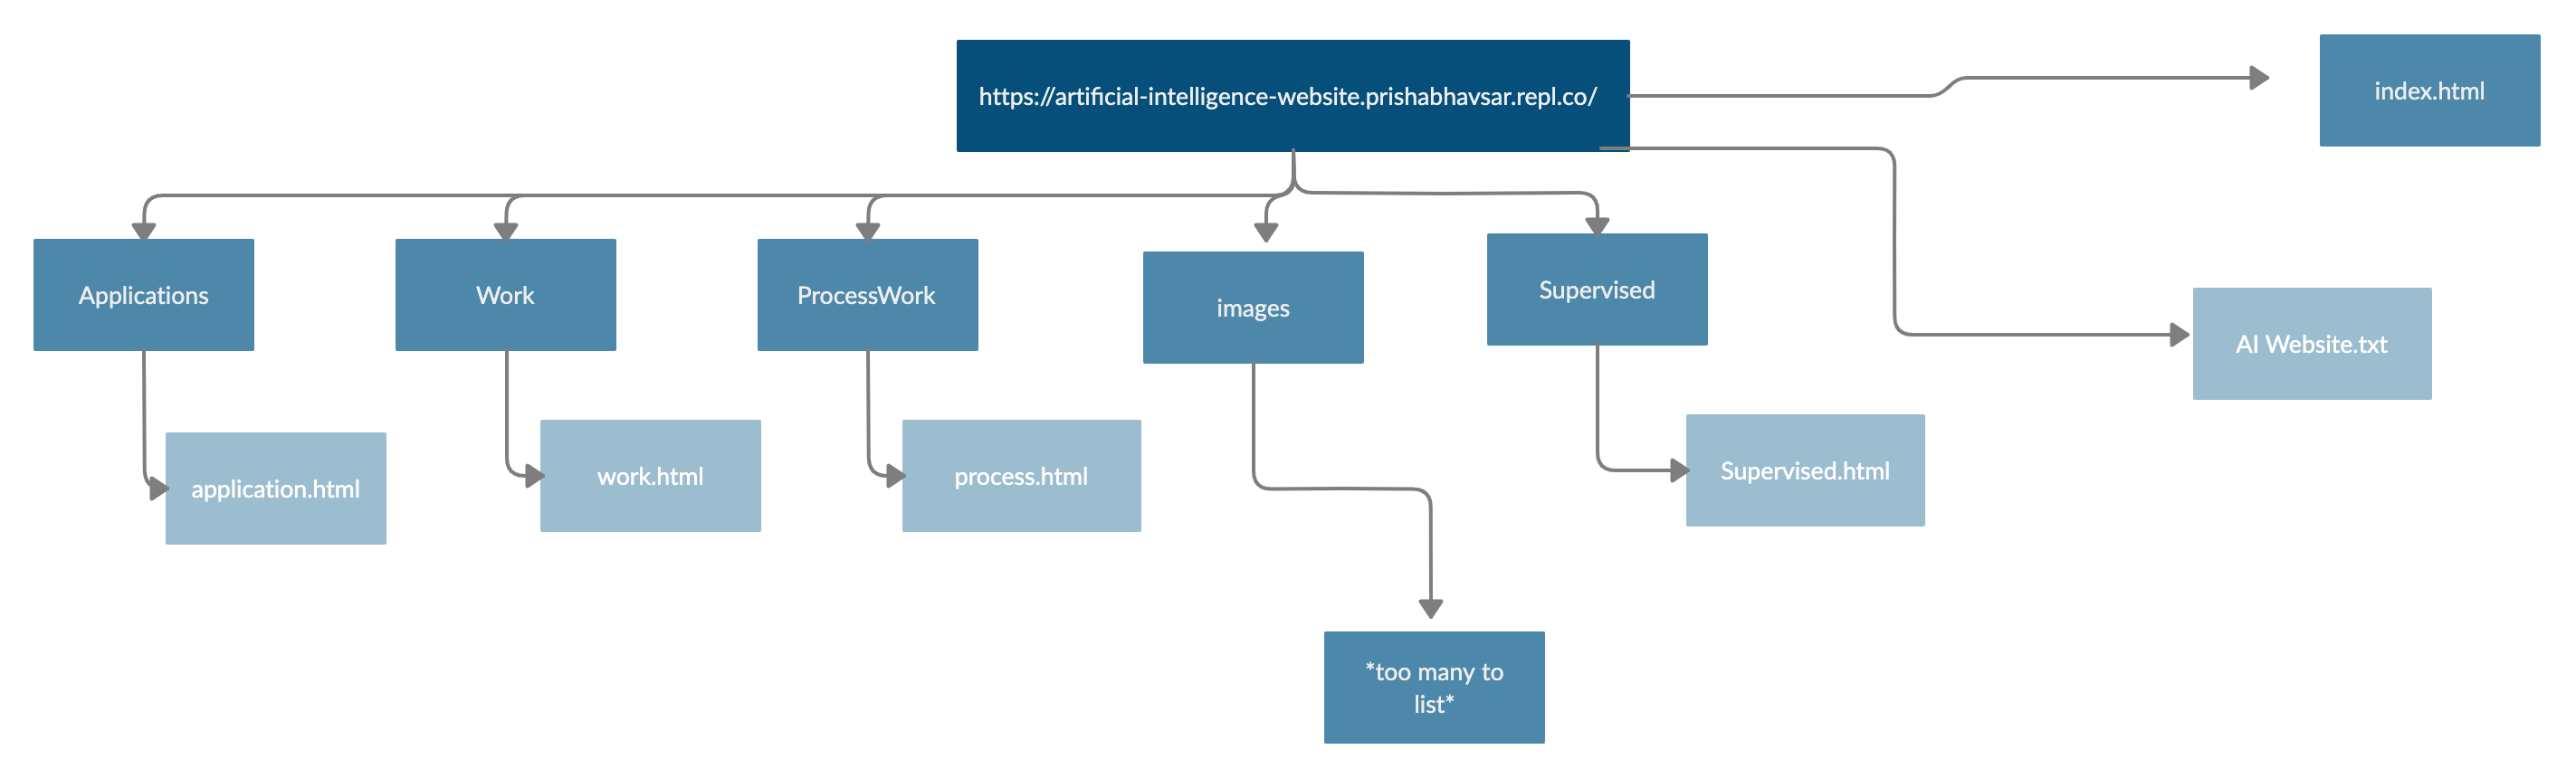 https://artificial-intelligence-website.prishabhavsar.repl.co/
index.html
Applications
Work
ProcessWork
images
Supervised
AI Website.txt
application.html
work.html
process.html
Supervised.html
*too many to
list*